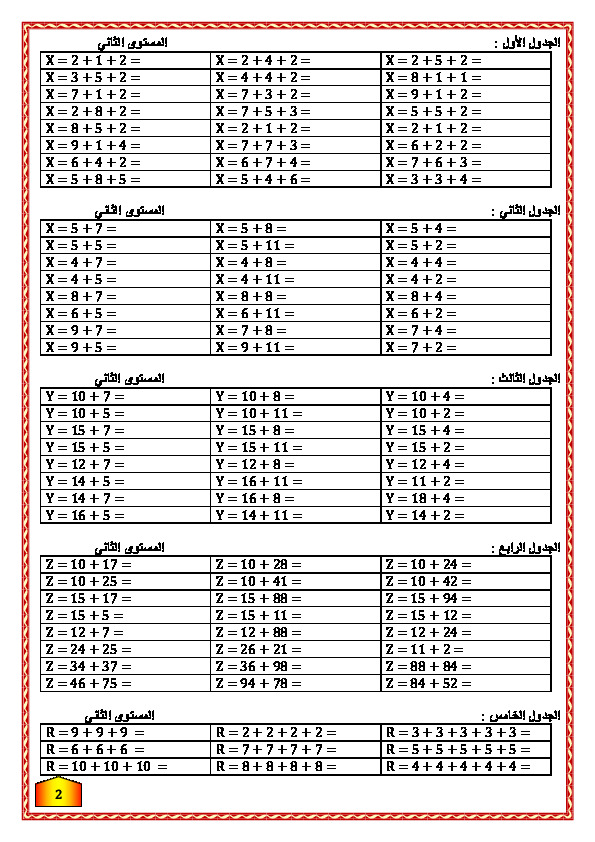 الجدول الأول : المستوى الثاني
X = 2 + 1 + 2 = X = 2 + 4 + 2 = X = 2 + 5 + 2 =
X = 3 + 5 + 2 = X = 4 + 4 + 2 = X = 8 + 1 + 1 =
X = 7 + 1 + 2 = X = 7 + 3 + 2 = X = 9 + 1 + 2 =
X = 2 + 8 + 2 = X = 7 + 5 + 3 = X = 5 + 5 + 2 =
X = 8 + 5 + 2 = X = 2 + 1 + 2 = X = 2 + 1 + 2 =
X = 9 + 1 + 4 = X = 7 + 7 + 3 = X = 6 + 2 + 2 =
X = 6 + 4 + 2 = X = 6 + 7 + 4 = X = 7 + 6 + 3 =
X = 5 + 8 + 5 = X = 5 + 4 + 6 = X = 3 + 3 + 4 =
الجدول الثاني : المستوى الثاني
X = 5 + 7 = X = 5 + 8 = X = 5 + 4 =
X = 5 + 5 = X = 5 + 11 = X = 5 + 2 =
X = 4 + 7 = X = 4 + 8 = X = 4 + 4 =
X = 4 + 5 = X = 4 + 11 = X = 4 + 2 =
X = 8 + 7 = X = 8 + 8 = X = 8 + 4 =
X = 6 + 5 = X = 6 + 11 = X = 6 + 2 =
X = 9 + 7 = X = 7 + 8 = X = 7 + 4 =
X = 9 + 5 = X = 9 + 11 = X = 7 + 2 =
الجدول الثالث : المستوى الثاني
Y = 10 + 7 = Y = 10 + 8 = Y = 10 + 4 =
Y = 10 + 5 = Y = 10 + 11 = Y = 10 + 2 =
Y = 15 + 7 = Y = 15 + 8 = Y = 15 + 4 =
Y = 15 + 5 = Y = 15 + 11 = Y = 15 + 2 =
Y = 12 + 7 = Y = 12 + 8 = Y = 12 + 4 =
Y = 14 + 5 = Y = 16 + 11 = Y = 11 + 2 =
Y = 14 + 7 = Y = 16 + 8 = Y = 18 + 4 =
Y = 16 + 5 = Y = 14 + 11 = Y = 14 + 2 =
الجدول الرابع : المستوى الثاني
Z = 10 + 17 = Z = 10 + 28 = Z = 10 + 24 =
Z = 10 + 25 = Z = 10 + 41 = Z = 10 + 42 =
Z = 15 + 17 = Z = 15 + 88 = Z = 15 + 94 =
Z = 15 + 5 = Z = 15 + 11 = Z = 15 + 12 =
Z = 12 + 7 = Z = 12 + 88 = Z = 12 + 24 =
Z = 24 + 25 = Z = 26 + 21 = Z = 11 + 2 =
Z = 34 + 37 = Z = 36 + 98 = Z = 88 + 84 =
Z = 46 + 75 = Z = 94 + 78 = Z = 84 + 52 =
الجدول الخامس : المستوى الثاني
R = 9 + 9 + 9 = R = 2 + 2 + 2 + 2 = R = 3 + 3 + 3 + 3 + 3 =
R = 6 + 6 + 6 = R = 7 + 7 + 7 + 7 = R = 5 + 5 + 5 + 5 + 5 =
R = 10 + 10 + 10 = R = 8 + 8 + 8 + 8 = R = 4 + 4 + 4 + 4 + 4 =
2